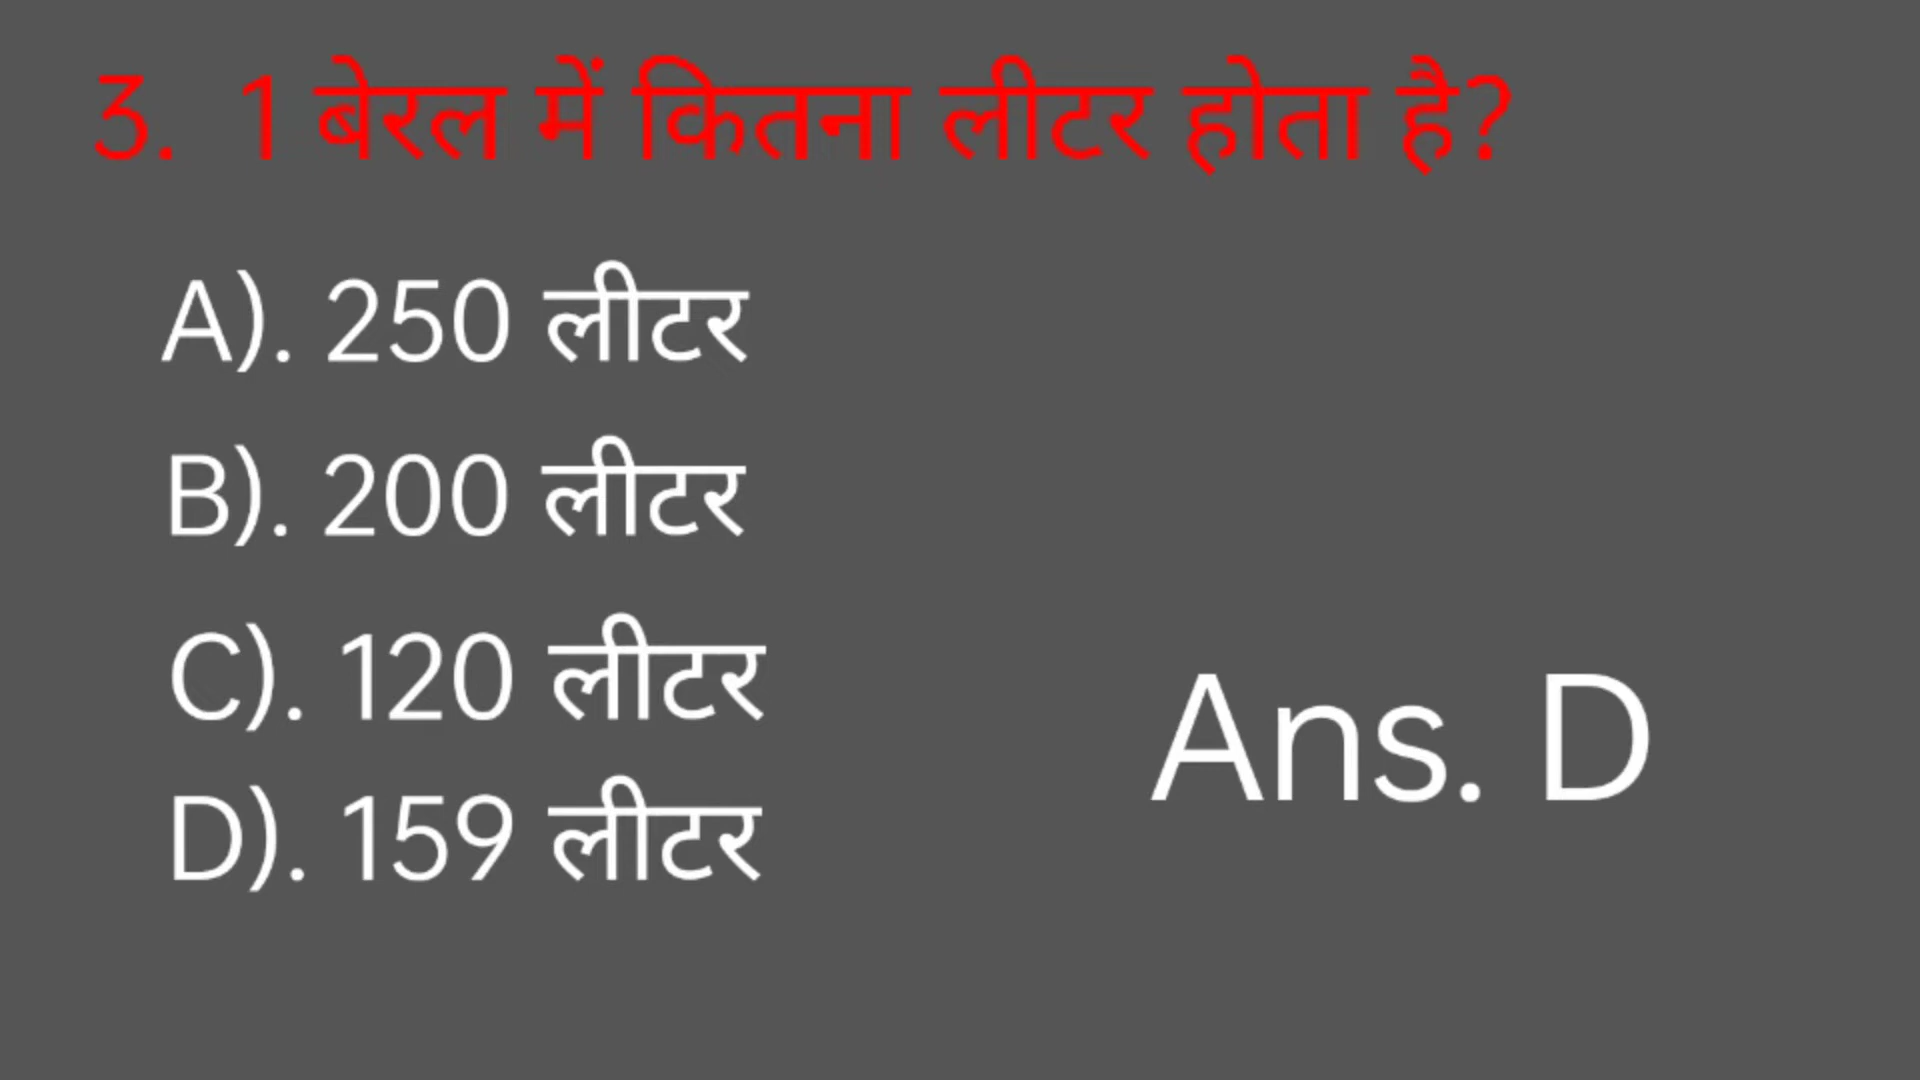 3. 1 बेरल में कितना लीटर होता है?
A). 250 लीटर
B). 200 लीटर
C). 120 लीटर
D). 159 लीटर
Ans. D